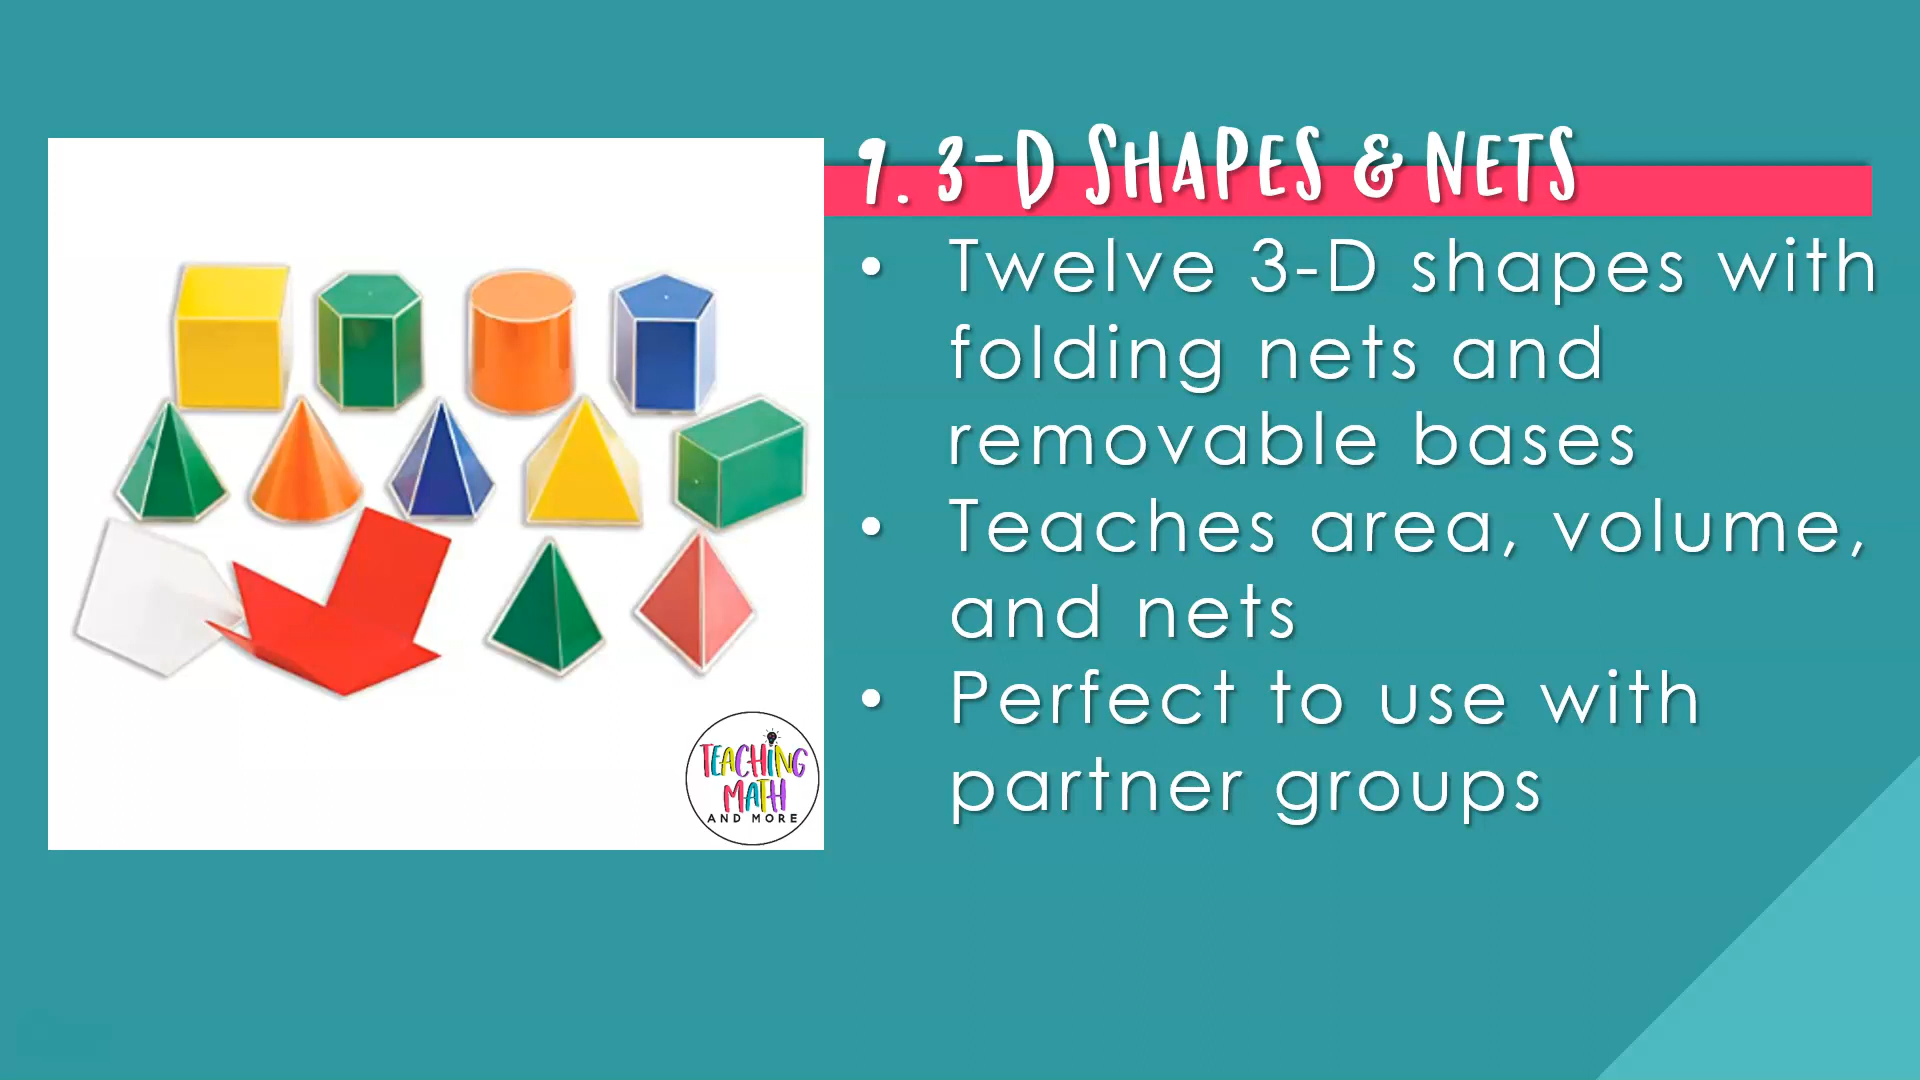 9. 3-D SHAPES & NETS
• Twelve 3-D shapes with
folding nets and
removable bases
• Teaches area, volume,
and nets
• Perfect to use with
partner groups
TEACHING
MATH
AND MORE